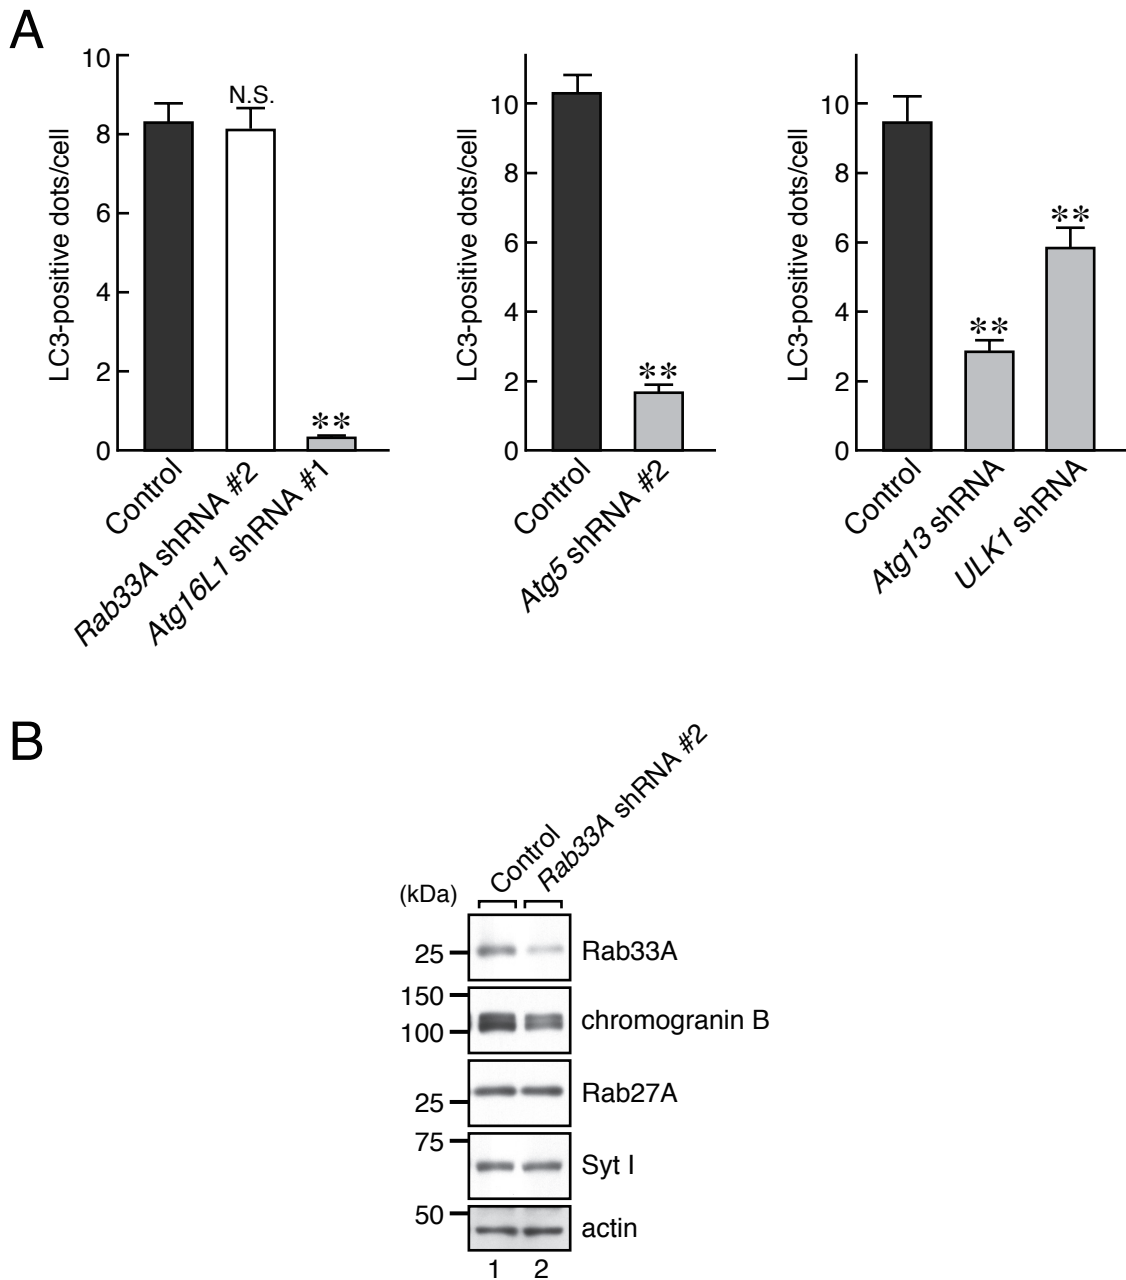 A
LC3-positive dots/cell
10
8
6
4
2
0
N.S.
**
Control
Rab33A shRNA #2
Atg16L1 shRNA #1
LC3-positive dots/cell
10
8
6
4
2
0
**
Control
Atg5 shRNA #2
LC3-positive dots/cell
10
8
6
4
2
0
**
**
Control
Atg13 shRNA
ULK1 shRNA
B
Control
Rab33A shRNA #2
(kDa)
25
Rab33A
150
100
chromogranin B
25
Rab27A
75
Syt I
50
actin
1 2